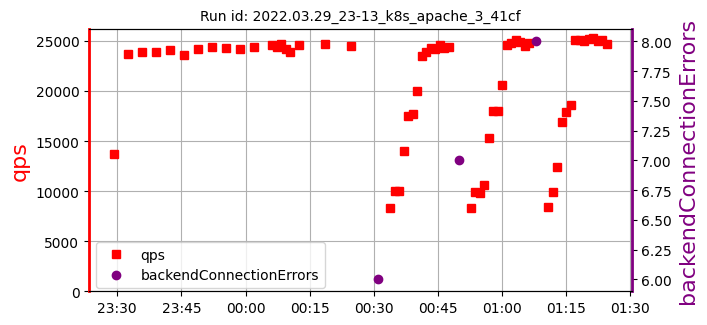 Run id: 2022.03.29_23-13_k8s_apache_3_41cf
25000
20000
15000
10000
5000
0
qps
8.00
7.75
7.50
7.25
7.00
6.75
6.50
6.25
6.00
backendConnectionErrors
qps
backendConnectionErrors
23:30 23:45 00:00 00:15 00:30 00:45 01:00 01:15 01:30